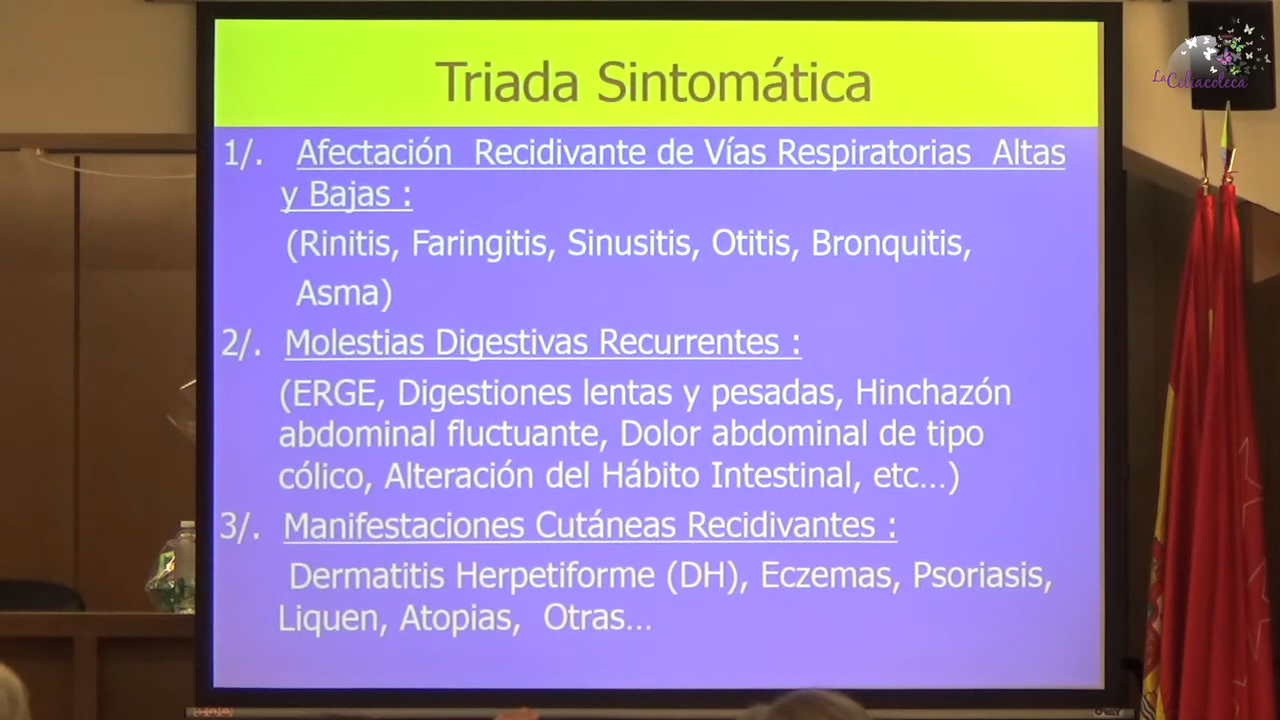 La Celiacoteca
Triada Sintomática
1/. Afectación Recidivante de Vías Respiratorias Altas
y Bajas :
(Rinitis, Faringitis, Sinusitis, Otitis, Bronquitis,
Asma)
2/. Molestias Digestivas Recurrentes :
(ERGE, Digestiones lentas y pesadas, Hinchazón
abdominal fluctuante, Dolor abdominal de tipo
cólico, Alteración del Hábito Intestinal, etc…)
3/. Manifestaciones Cutáneas Recidivantes :
Dermatitis Herpetiforme (DH), Eczemas, Psoriasis,
Liquen, Atopias, Otras…